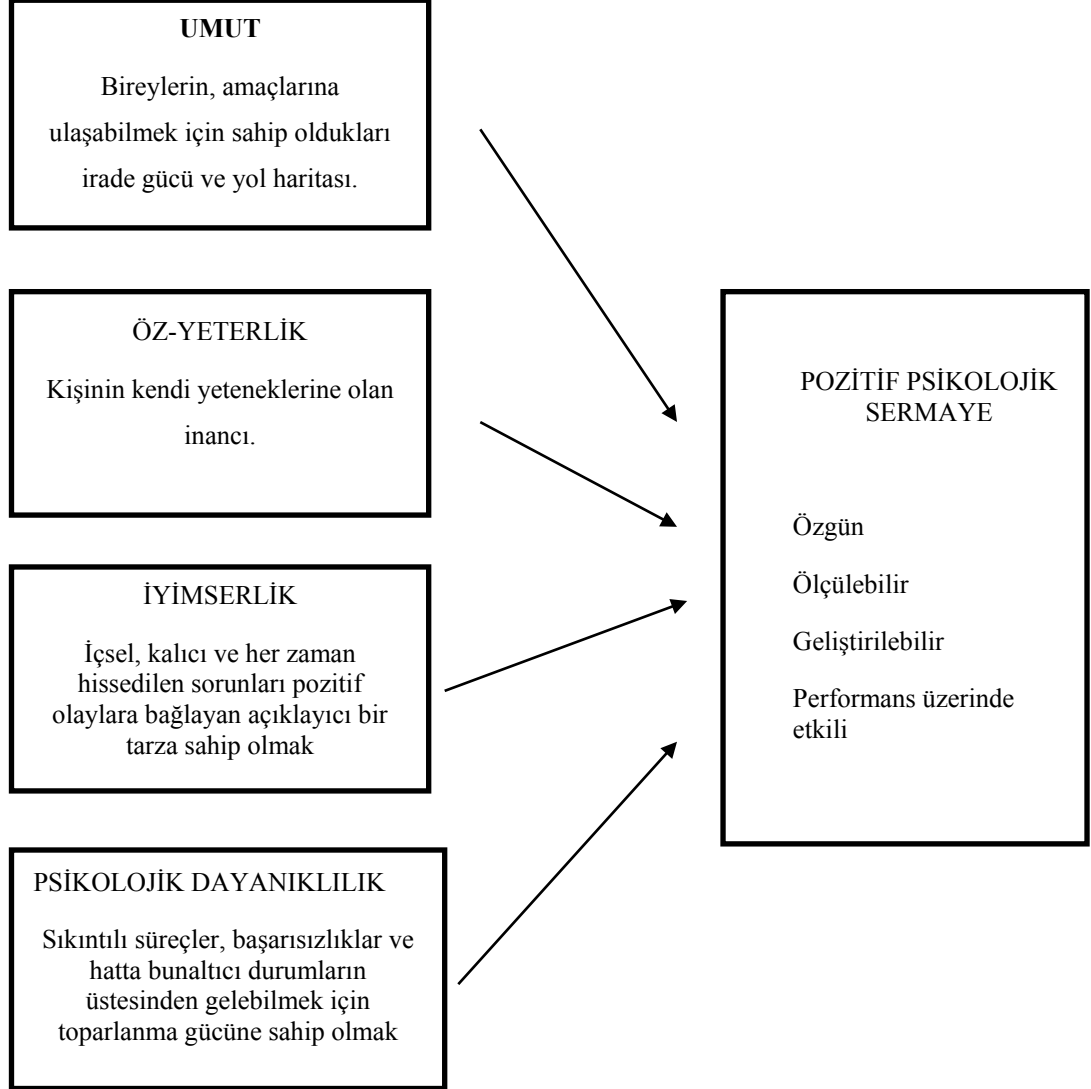 UMUT
Bireylerin, amaçlarına
ulaşabilmek için sahip oldukları
irade gücü ve yol haritası.
ÖZ-YETERLİK
Kişinin kendi yeteneklerine olan
inancı.
İYİMSERLİK
İçsel, kalıcı ve her zaman
hissedilen sorunları pozitif
olaylara bağlayan açıklayıcı bir
tarza sahip olmak
PSİKOLOJİK DAYANIKLILIK
Sıkıntılı süreçler, başarısızlıklar ve
hatta bunaltıcı durumların
üstesinden gelebilmek için
toparlanma gücüne sahip olmak
POZİTİF PSİKOLOJİK
SERMAYE
Özgün
Ölçülebilir
Geliştirilebilir
Performans üzerinde
etkili